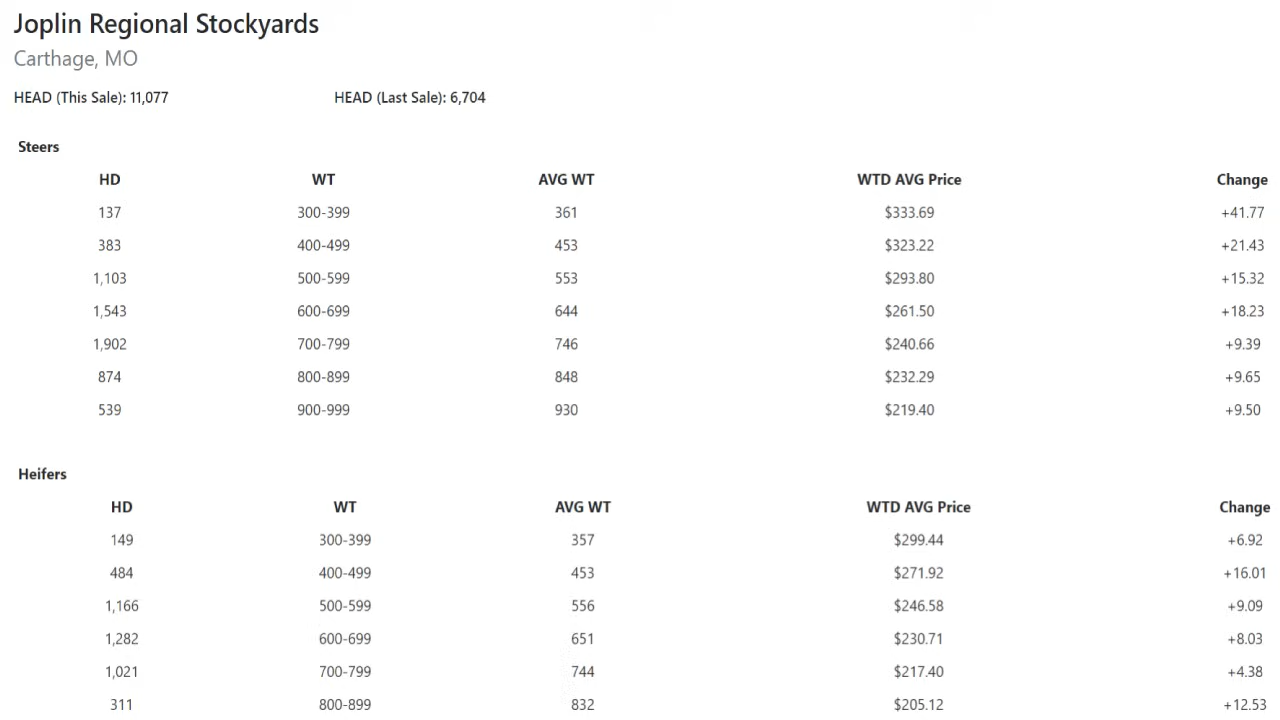 Joplin Regional Stockyards
Carthage, MO
HEAD (This Sale): 11,077 HEAD (Last Sale): 6,704
Steers
HD WT AVG WT WTD AVG Price Change
137 300-399 361 $333.69 +41.77
383 400-499 453 $323.22 +21.43
1,103 500-599 553 $293.80 +15.32
1,543 600-699 644 $261.50 +18.23
1,902 700-799 746 $240.66 +9.39
874 800-899 848 $232.29 +9.65
539 900-999 930 $219.40 +9.50
Heifers
HD WT AVG WT WTD AVG Price Change
149 300-399 357 $299.44 +6.92
484 400-499 453 $271.92 +16.01
1,166 500-599 556 $246.58 +9.09
1,282 600-699 651 $230.71 +8.03
1,021 700-799 744 $217.40 +4.38
311 800-899 832 $205.12 +12.53